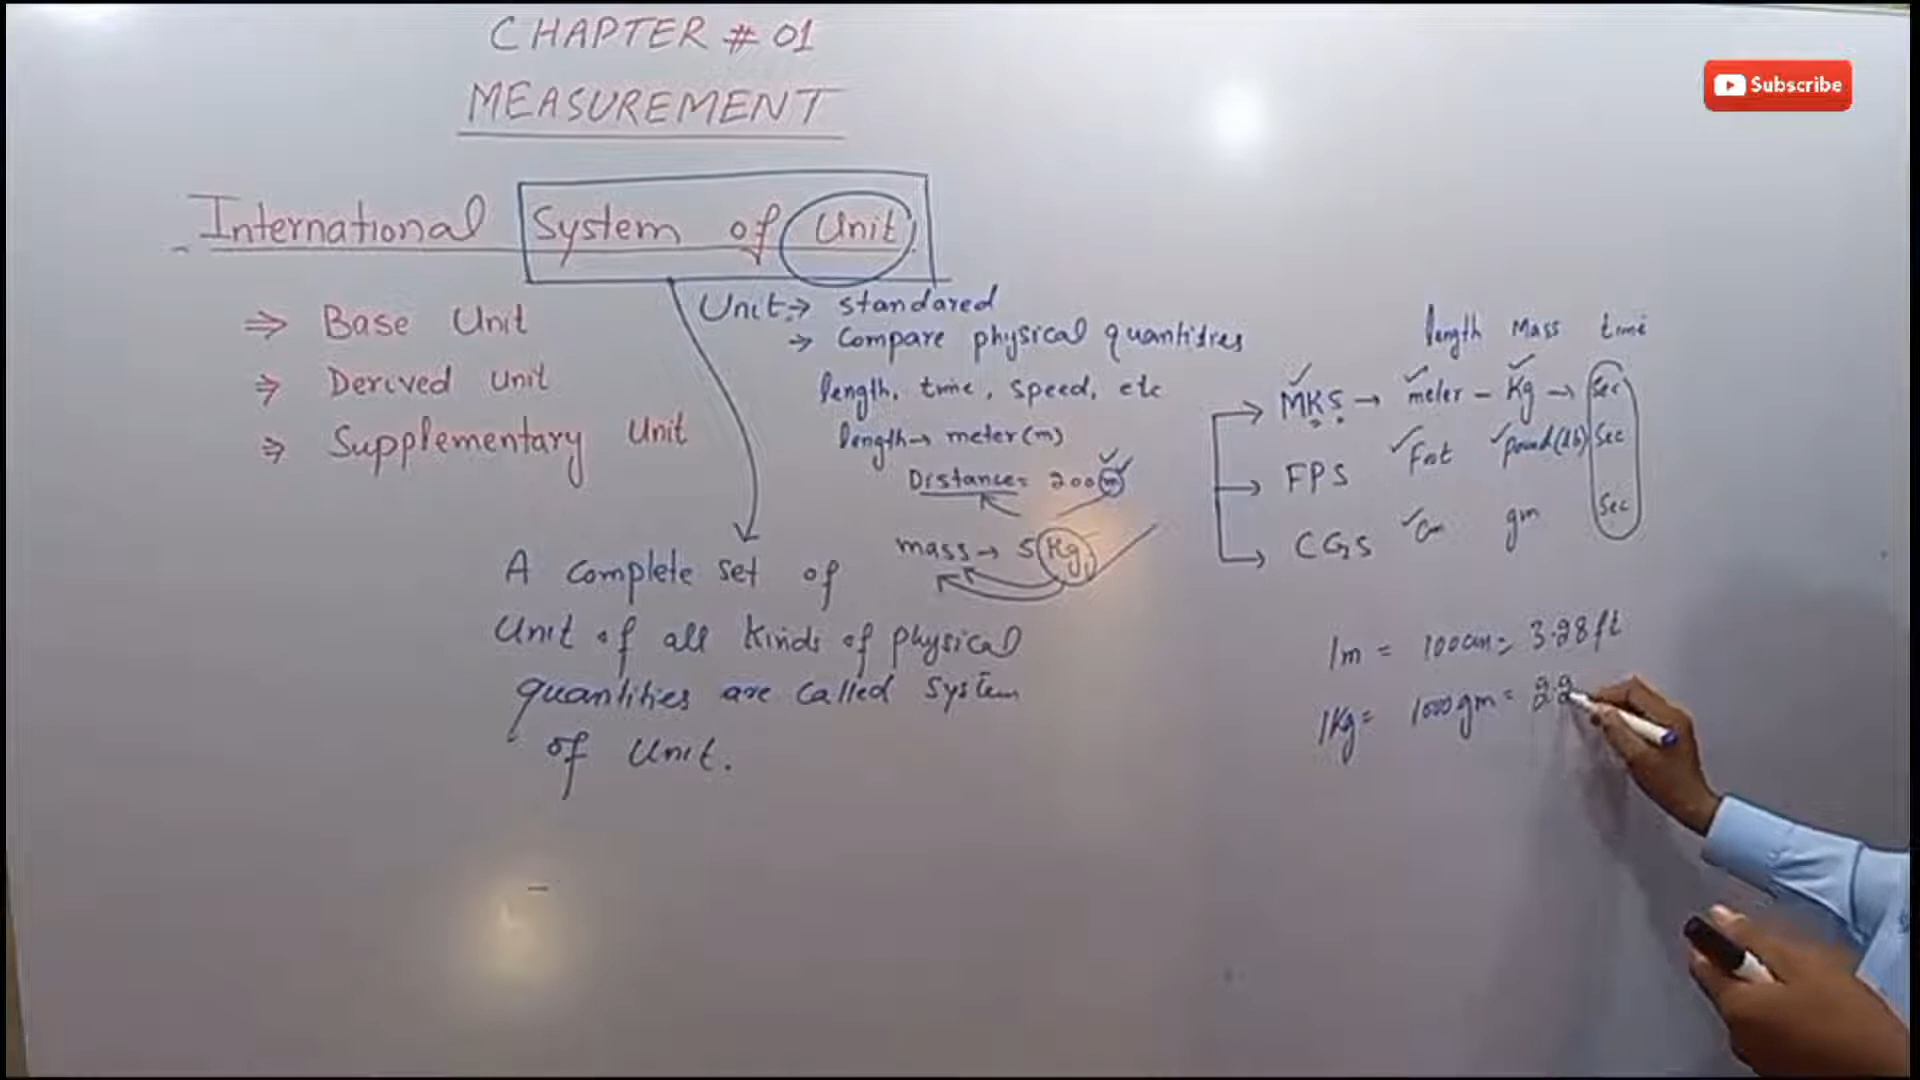 CHAPTER # 01
MEASUREMENT
Subscribe
International System of Unit
⇒ Base Unit
⇒ Derived Unit
⇒ Supplementary Unit
Unit → standared
→ Compare physical quantities
length, time, speed, etc
length → meter (m)
Distance = 200 m
mass → 5 Kg
A complete set of
Unit of all Kinds of physical
quantities are called System
of Unit.
length Mass time
MKS → meter - Kg → Sec
FPS Foot pound (lb) Sec
CGS Cm gm Sec
1m = 100cm = 3.28 ft
1Kg = 1000gm = 2.2